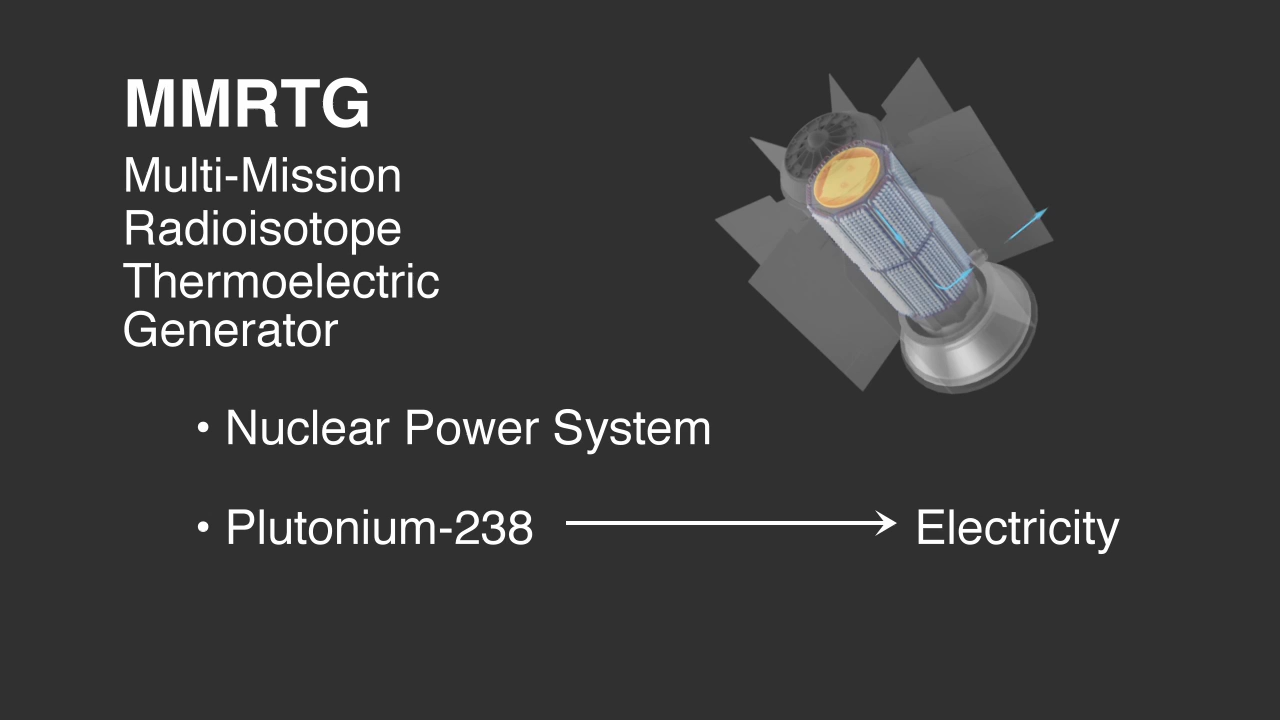 MMRTG
Multi-Mission
Radioisotope
Thermoelectric
Generator
• Nuclear Power System
• Plutonium-238 Electricity